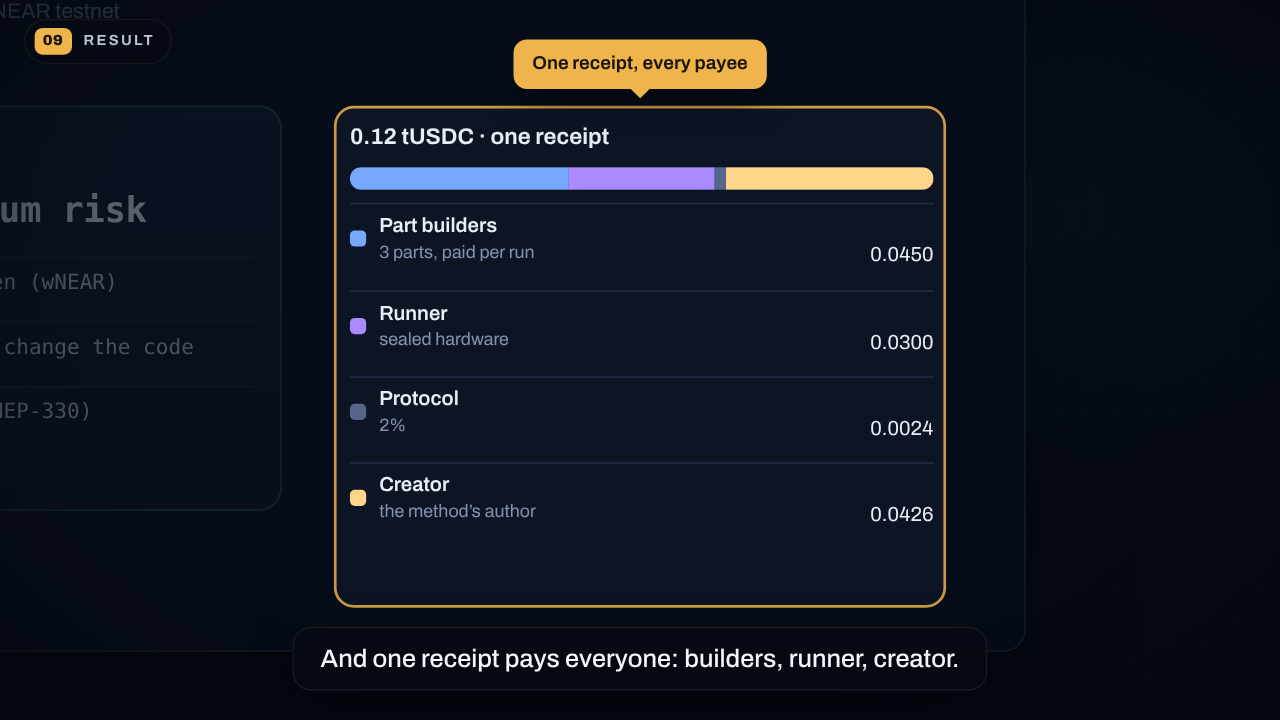 NEAR testnet
09 RESULT
One receipt, every payee
um risk
en (wNEAR)
change the code
NEP-330)
0.12 tUSDC · one receipt
Part builders
3 parts, paid per run
0.0450
Runner
sealed hardware
0.0300
Protocol
2%
0.0024
Creator
the method’s author
0.0426
And one receipt pays everyone: builders, runner, creator.